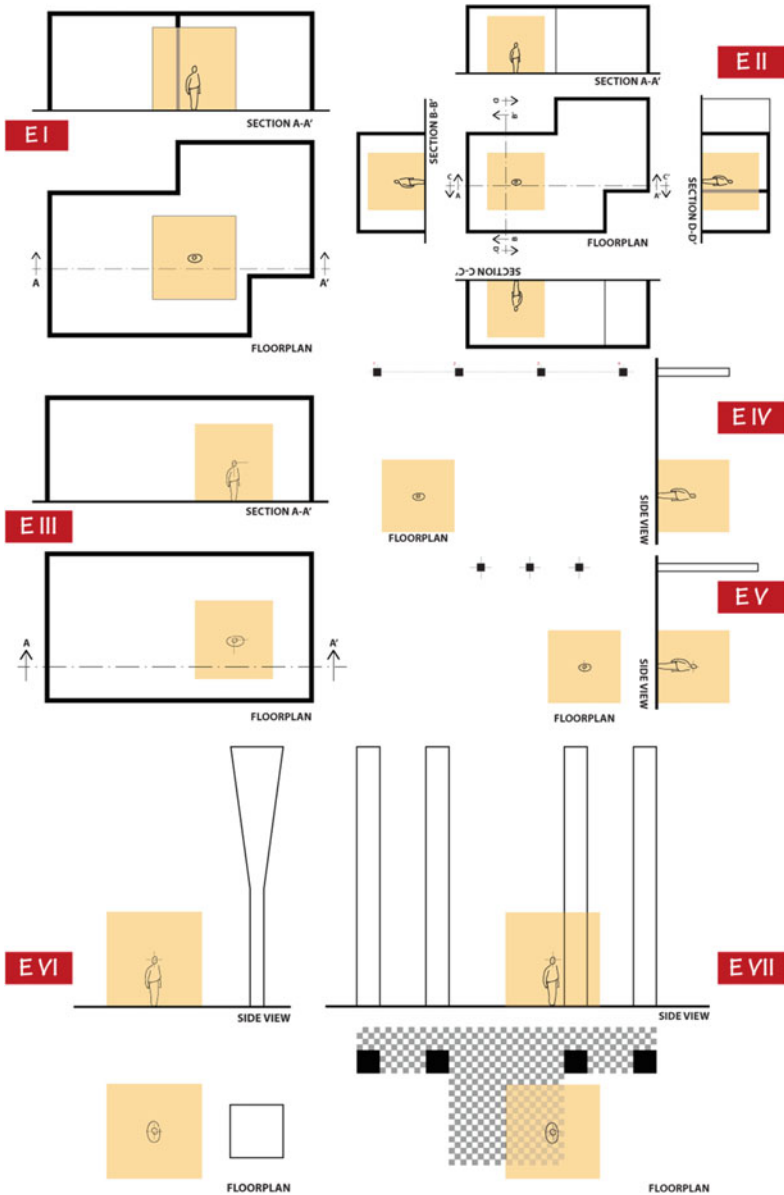 E I
SECTION A-A'
A
A'
FLOORPLAN
E II
SECTION A-A'
SECTION B-B'
D'
B'
C
A
C'
A'
B
D
FLOORPLAN
SECTION D-D'
SECTION C-C'
E III
SECTION A-A'
A
A'
FLOORPLAN
E IV
FLOORPLAN
SIDE VIEW
E V
FLOORPLAN
SIDE VIEW
E VI
SIDE VIEW
FLOORPLAN
E VII
SIDE VIEW
FLOORPLAN